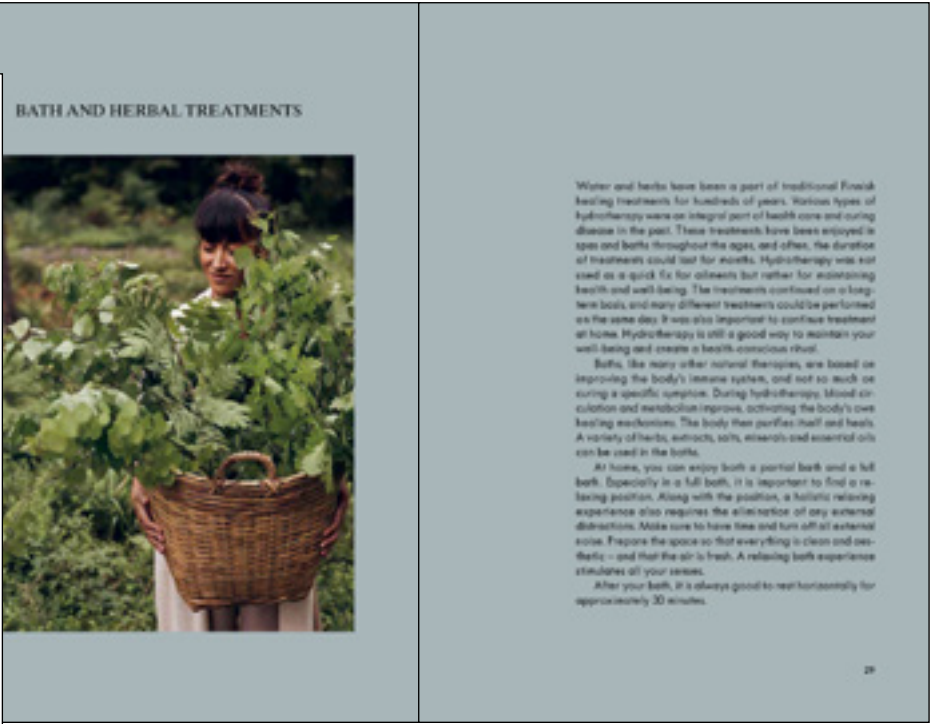 BATH AND HERBAL TREATMENTS
Water and herbs have been a part of traditional Finnish
healing treatments for hundreds of years. Various types of
hydrotherapy were an integral part of health care and curing
disease in the past. These treatments have been enjoyed in
spas and baths throughout the ages, and often, the duration
of treatments could last for months. Hydrotherapy was not
used as a quick fix for ailments but rather for maintaining
health and well-being. The treatments continued on a long-
term basis, and many different treatments could be performed
on the same day. It was also important to continue treatment
at home. Hydrotherapy is still a good way to maintain your
well-being and create a health-conscious ritual.
Baths, like many other natural therapies, are based on
improving the body's immune system, and not so much on
curing a specific symptom. During hydrotherapy, blood cir-
culation and metabolism improve, activating the body's own
healing mechanisms. The body then purifies itself and heals.
A variety of herbs, extracts, salts, minerals and essential oils
can be used in the baths.
At home, you can enjoy both a partial bath and a full
bath. Especially in a full bath, it is important to find a re-
laxing position. Along with the position, a holistic relaxing
experience also requires the elimination of any external
distractions. Make sure to have time and turn off all external
noise. Prepare the space so that everything is clean and aes-
thetic – and that the air is fresh. A relaxing bath experience
stimulates all your senses.
After your bath, it is always good to rest horizontally for
approximately 30 minutes.
29